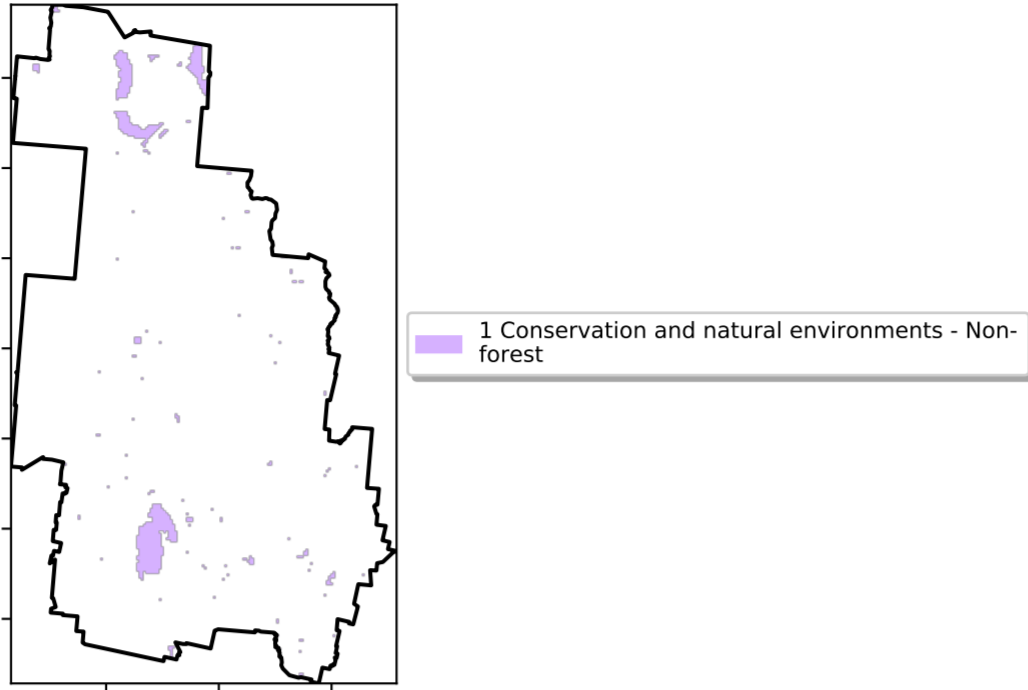 1 Conservation and natural environments - Non-
forest